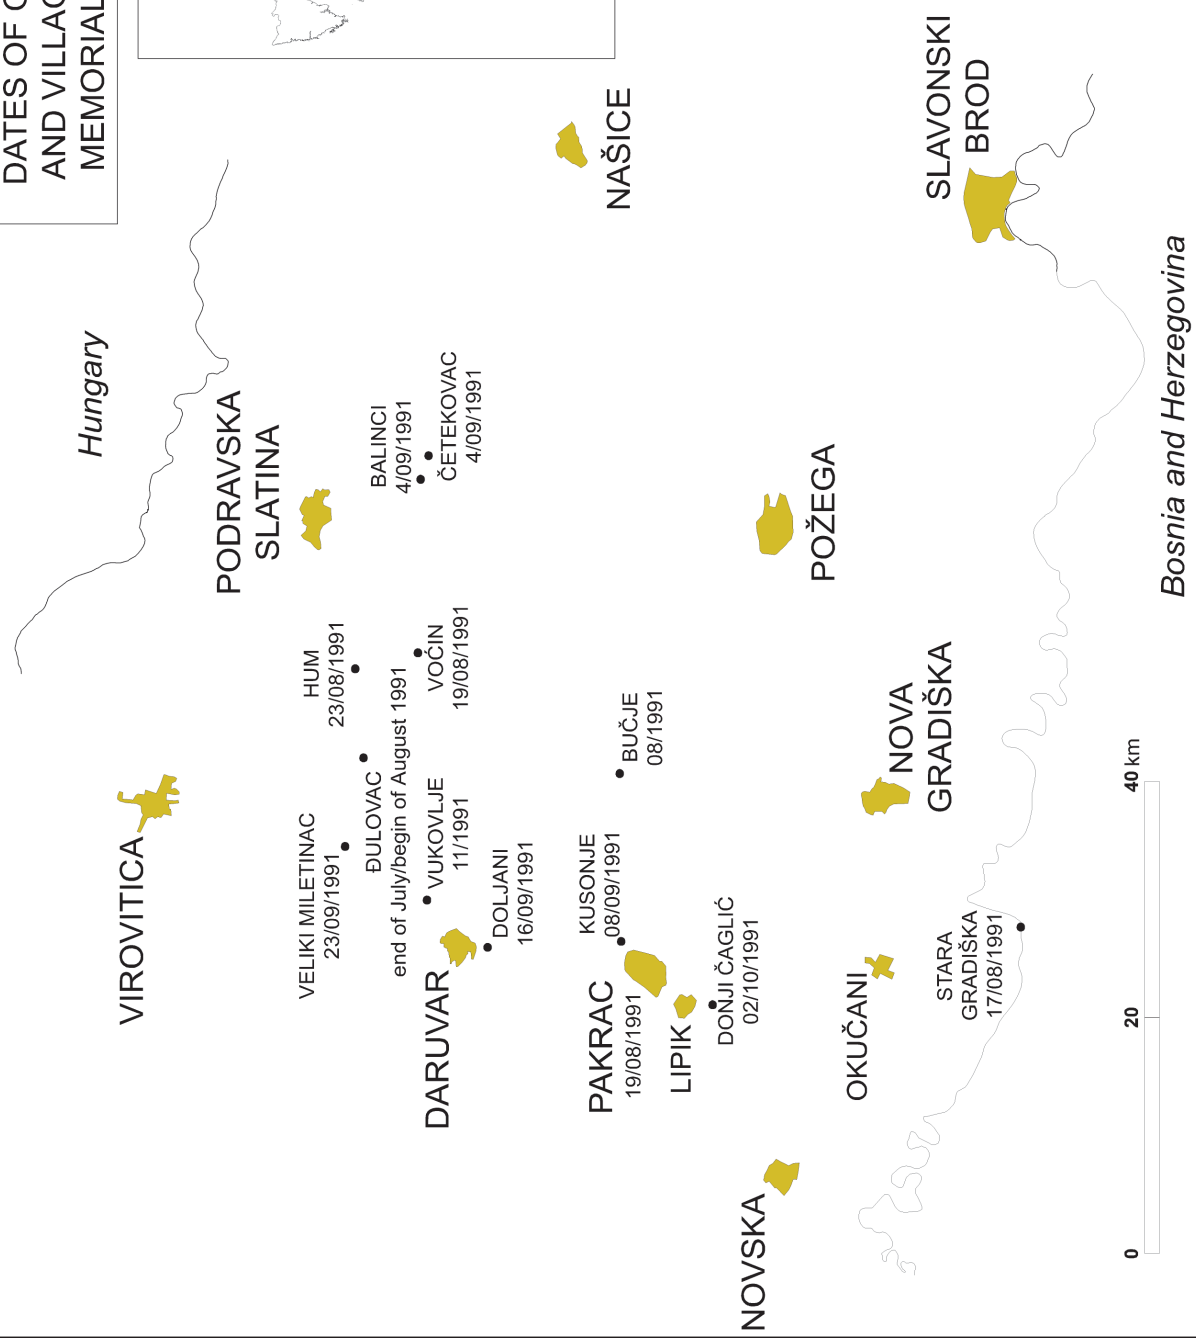 DATES OF
AND
MEMORIAL
Hungary
VIROVITICA
PODRAVSKA
SLATINA
HUM
23/08/1991
VELIKI MILETINAC
23/09/1991
ĐULOVAC
end of July/begin of August 1991
BALINCI
4/09/1991
ČETEKOVAC
4/09/1991
VOĆIN
19/08/1991
VUKOVLJE
11/1991
DARUVAR
DOLJANI
16/09/1991
NAŠICE
KUSONJE
08/09/1991
BUČJE
08/1991
PAKRAC
19/08/1991
LIPIK
DONJI ČAGLIĆ
02/10/1991
NOVSKA
POŽEGA
OKUČANI
NOVA
GRADIŠKA
SLAVONSKI
BROD
STARA
GRADIŠKA
17/08/1991
0 20 40 km
Bosnia and Herzegovina